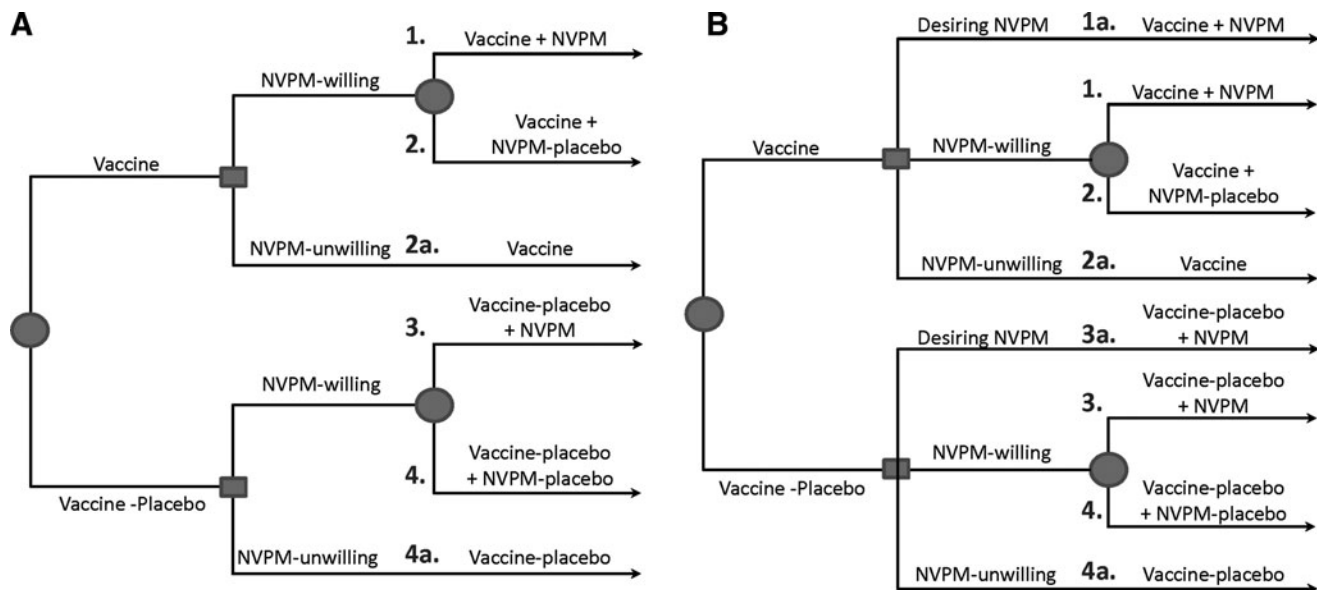 A
1.
Vaccine + NVPM
NVPM-willing
2.
Vaccine +
NVPM-placebo
Vaccine
NVPM-unwilling
2a.
Vaccine
3.
Vaccine-placebo
+ NVPM
NVPM-willing
4.
Vaccine-placebo
+ NVPM-placebo
Vaccine -Placebo
NVPM-unwilling
4a.
Vaccine-placebo
B
Desiring NVPM
1a.
Vaccine + NVPM
1.
Vaccine + NVPM
Vaccine
NVPM-willing
2.
Vaccine +
NVPM-placebo
NVPM-unwilling
2a.
Vaccine
Desiring NVPM
3a.
Vaccine-placebo
+ NVPM
3.
Vaccine-placebo
+ NVPM
NVPM-willing
Vaccine -Placebo
4.
Vaccine-placebo
+ NVPM-placebo
NVPM-unwilling
4a.
Vaccine-placebo